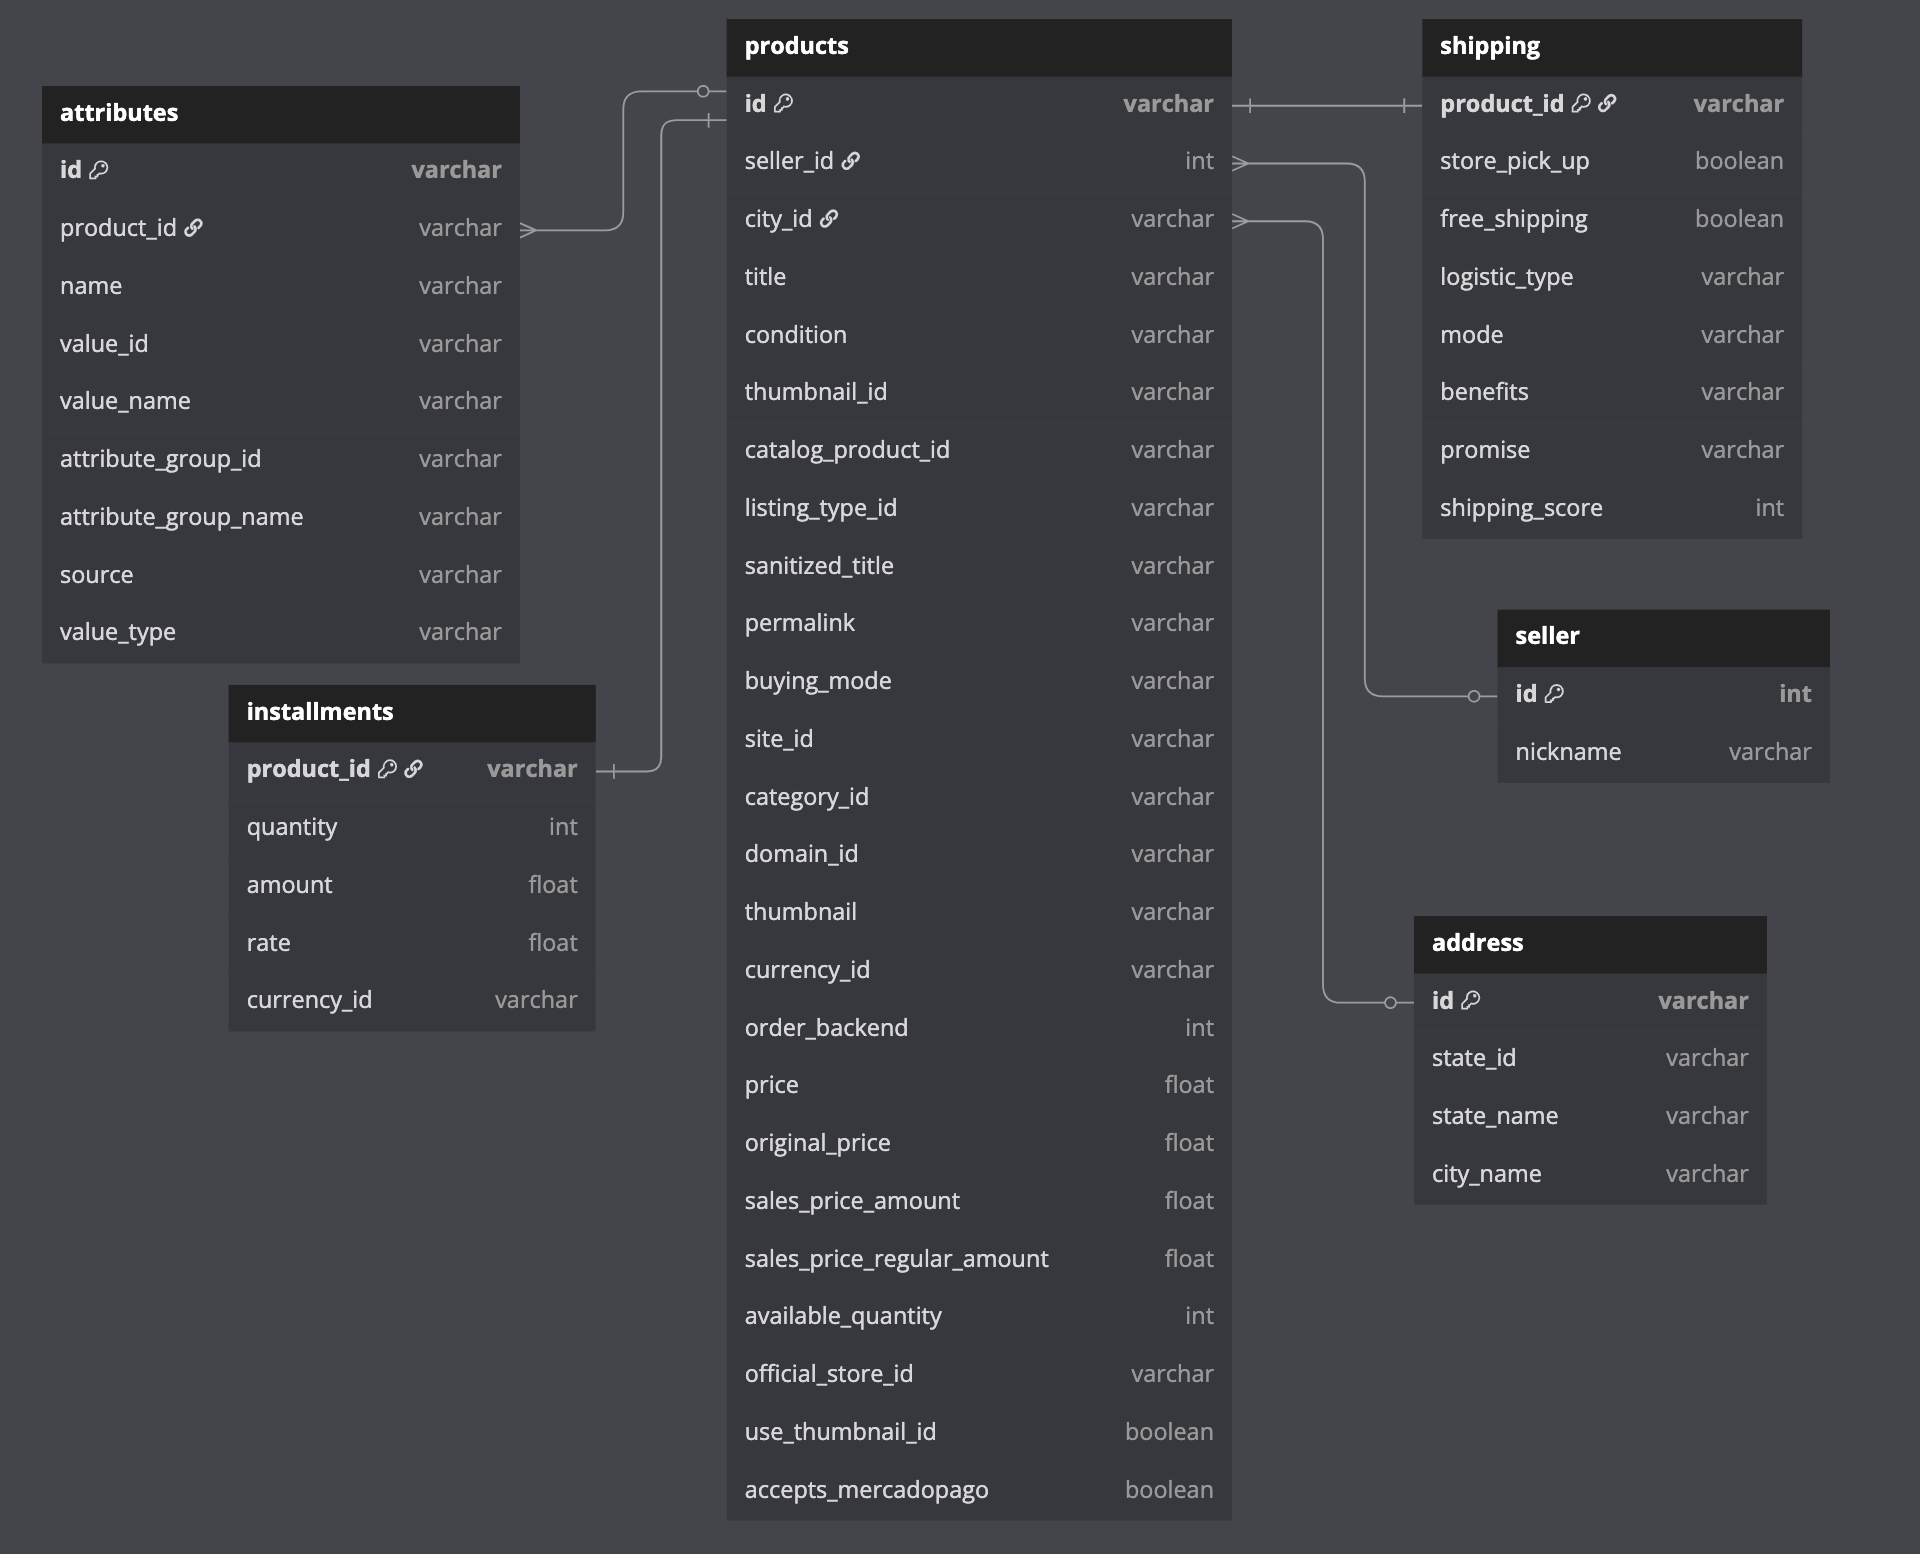 attributes
id varchar
product_id varchar
name varchar
value_id varchar
value_name varchar
attribute_group_id varchar
attribute_group_name varchar
source varchar
value_type varchar
installments
product_id varchar
quantity int
amount float
rate float
currency_id varchar
products
id varchar
seller_id int
city_id varchar
title varchar
condition varchar
thumbnail_id varchar
catalog_product_id varchar
listing_type_id varchar
sanitized_title varchar
permalink varchar
buying_mode varchar
site_id varchar
category_id varchar
domain_id varchar
thumbnail varchar
currency_id varchar
order_backend int
price float
original_price float
sales_price_amount float
sales_price_regular_amount float
available_quantity int
official_store_id varchar
use_thumbnail_id boolean
accepts_mercadopago boolean
shipping
product_id varchar
store_pick_up boolean
free_shipping boolean
logistic_type varchar
mode varchar
benefits varchar
promise varchar
shipping_score int
seller
id int
nickname varchar
address
id varchar
state_id varchar
state_name varchar
city_name varchar